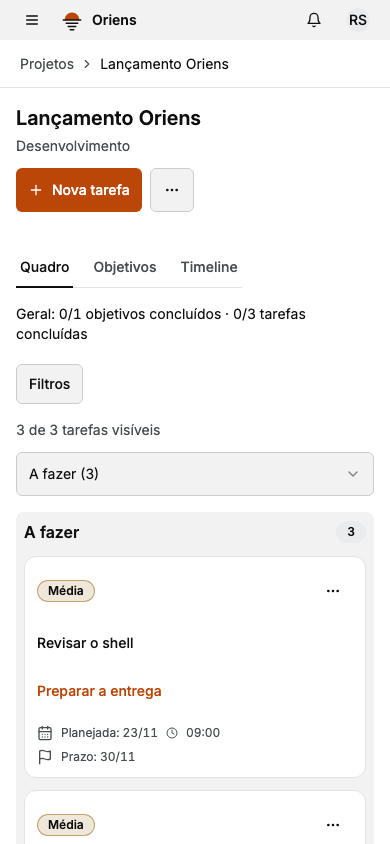 Oriens
RS
Projetos > Lançamento Oriens
Lançamento Oriens
Desenvolvimento
+ Nova tarefa
...
Quadro Objetivos Timeline
Geral: 0/1 objetivos concluídos · 0/3 tarefas
concluídas
Filtros
3 de 3 tarefas visíveis
A fazer (3)
A fazer 3
Média ...
Revisar o shell
Preparar a entrega
Planejada: 23/11 09:00
Prazo: 30/11
Média ...